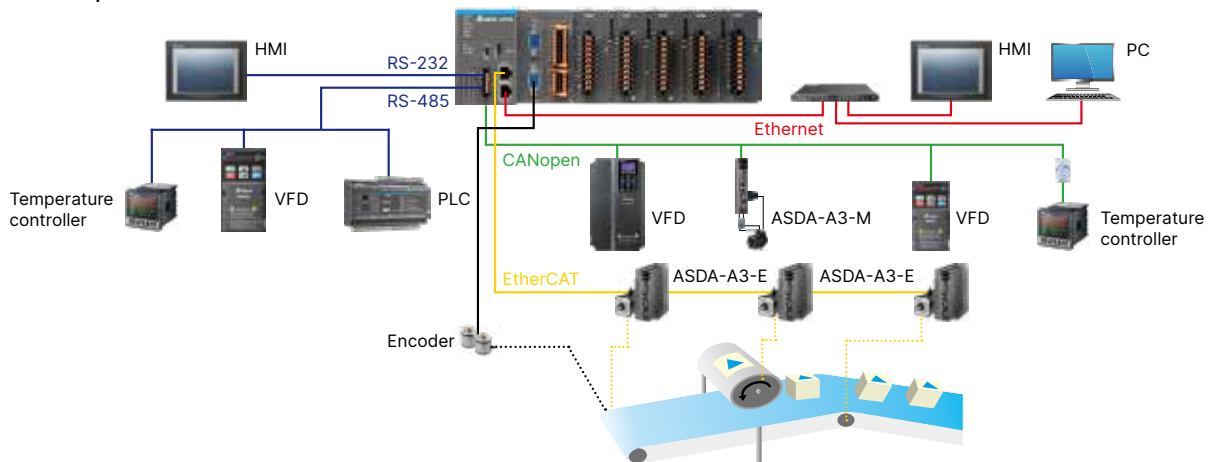 HMI
RS-232
RS-485
HMI
PC
Ethernet
CANopen
Temperature
controller
VFD
PLC
VFD
ASDA-A3-M
VFD
Temperature
controller
EtherCAT
ASDA-A3-E
ASDA-A3-E
Encoder